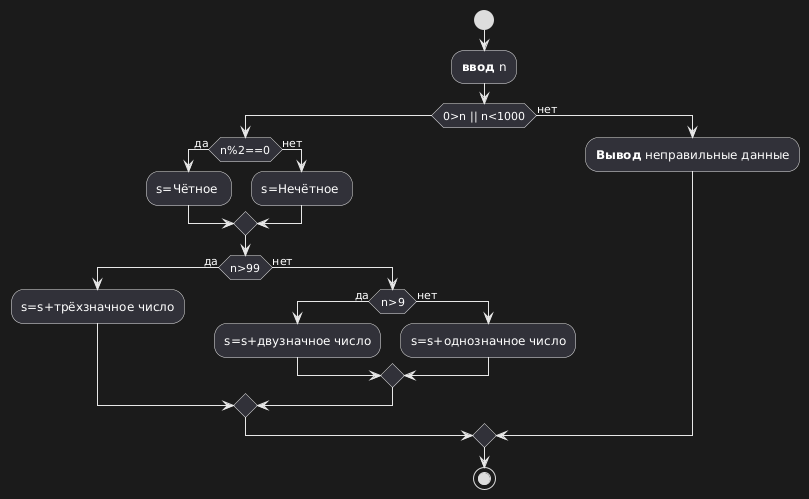 ввод n
0>n || n<1000
нет
да
n%2==0
нет
Вывод неправильные данные
s=Чётное
s=Нечётное
да
n>99
нет
s=s+трёхзначное число
да
n>9
нет
s=s+двузначное число
s=s+однозначное число